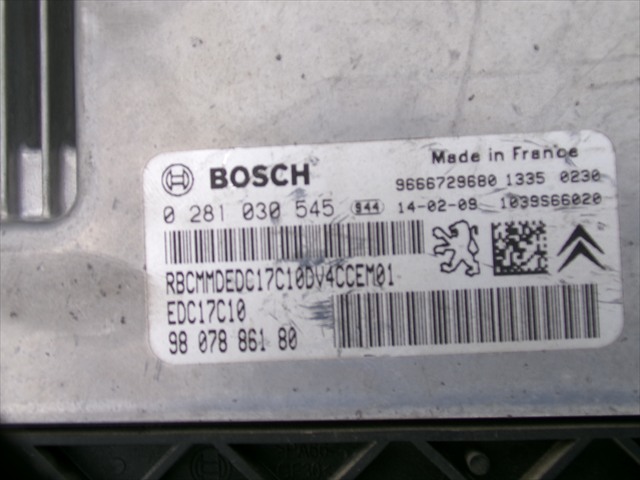 BOSCH
Made in France
9666729680 1335 0230
0 281 030 545 S44 14-02-09 1039S66020
RBCMMDEDC17C10DV4CCEM01
EDC17C10
98 078 861 80